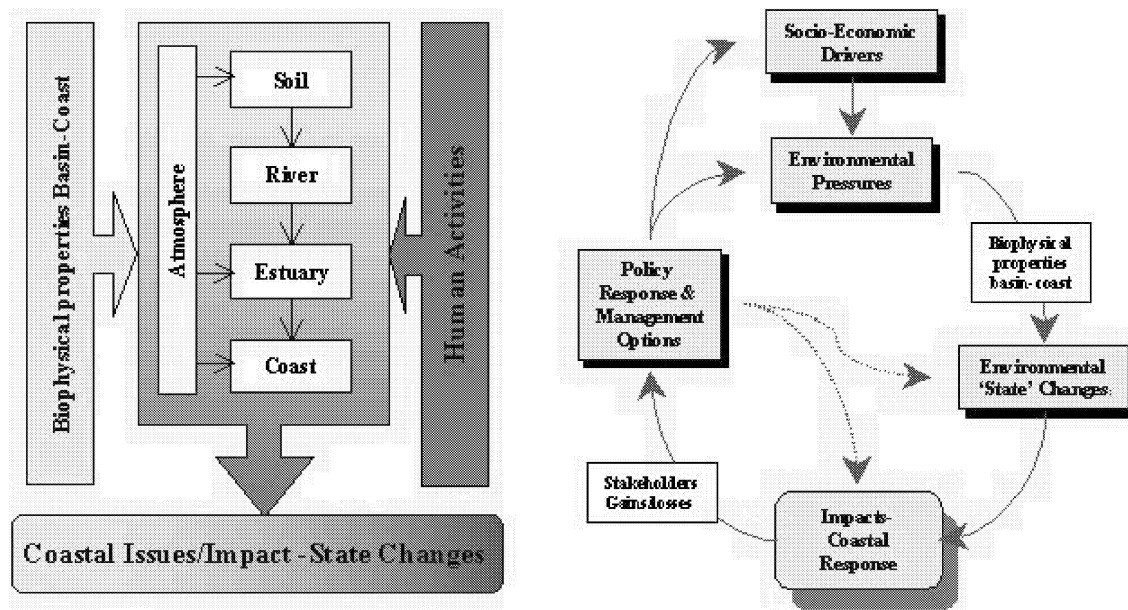 Biophysical properties Basin-Coast
Atmosphere
Soil
River
Estuary
Coast
Human Activities
Coastal Issues/Impact -State Changes
Socio-Economic
Drivers
Environmental
Pressures
Biophysical
properties
basin-coast
Policy
Response &
Management
Options
Environmental
'State' Changes:
Stakeholders
Gains/losses
Impacts-
Coastal
Response